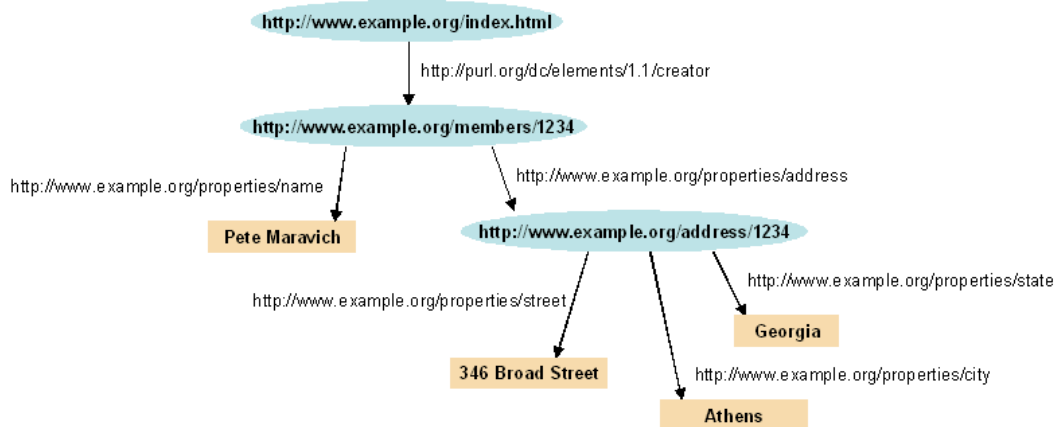 http://www.example.org/index.html
http://purl.org/dc/elements/1.1/creator
http://www.example.org/members/1234
http://www.example.org/properties/name
http://www.example.org/properties/address
Pete Maravich
http://www.example.org/address/1234
http://www.example.org/properties/street
http://www.example.org/properties/state
Georgia
346 Broad Street
http://www.example.org/properties/city
Athens